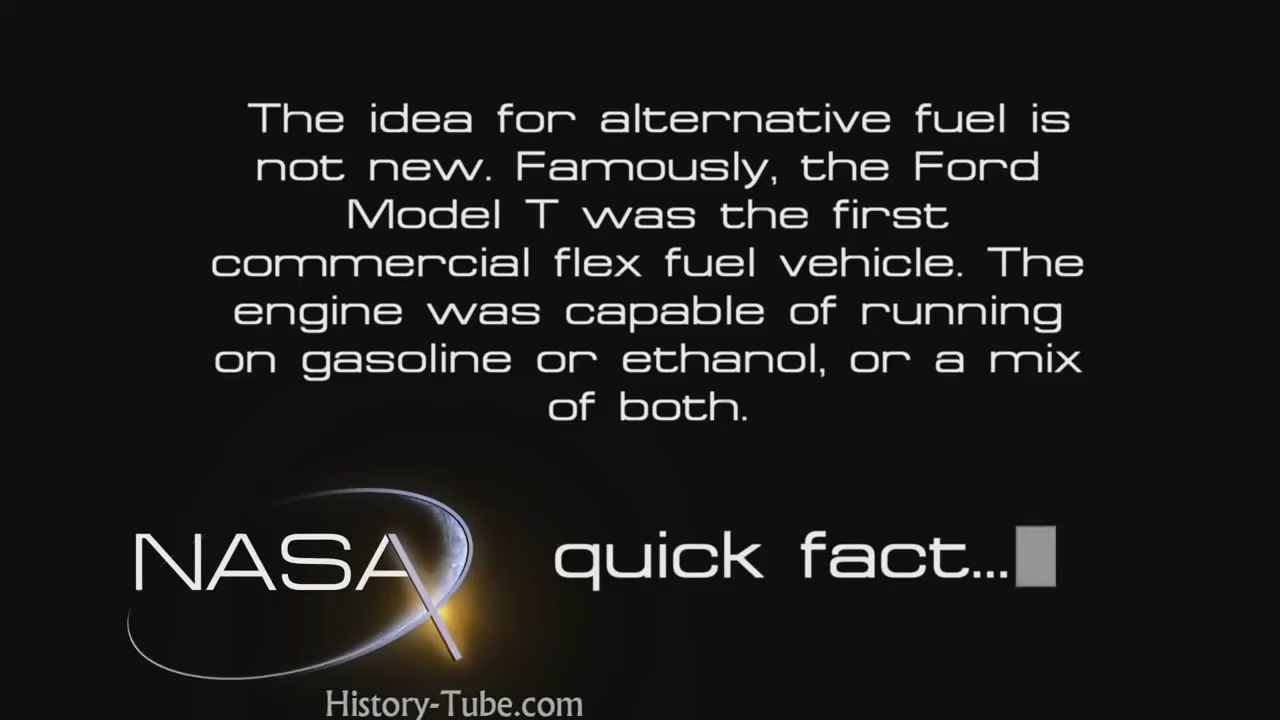 The idea for alternative fuel is
not new. Famously, the Ford
Model T was the first
commercial flex fuel vehicle. The
engine was capable of running
on gasoline or ethanol, or a mix
of both.
NASA
quick fact...
History-Tube.com